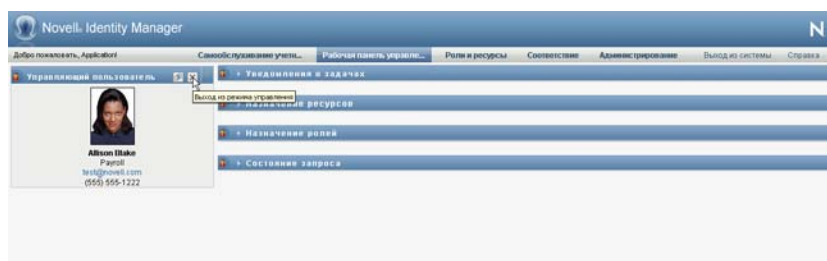 Novell® Identity Manager
N
Добро пожаловать, Application!
Самообслуживание учетн...
Рабочая панель управле...
Роли и ресурсы
Соответствие
Администрирование
Выход из системы
Справка
Управляющий пользователь
Уведомления о задачах
Выход из режима управления
Назначение ресурсов
Назначение ролей
Состояние запроса
Allison Blake
Payroll
test@novell.com
(555) 555-1222